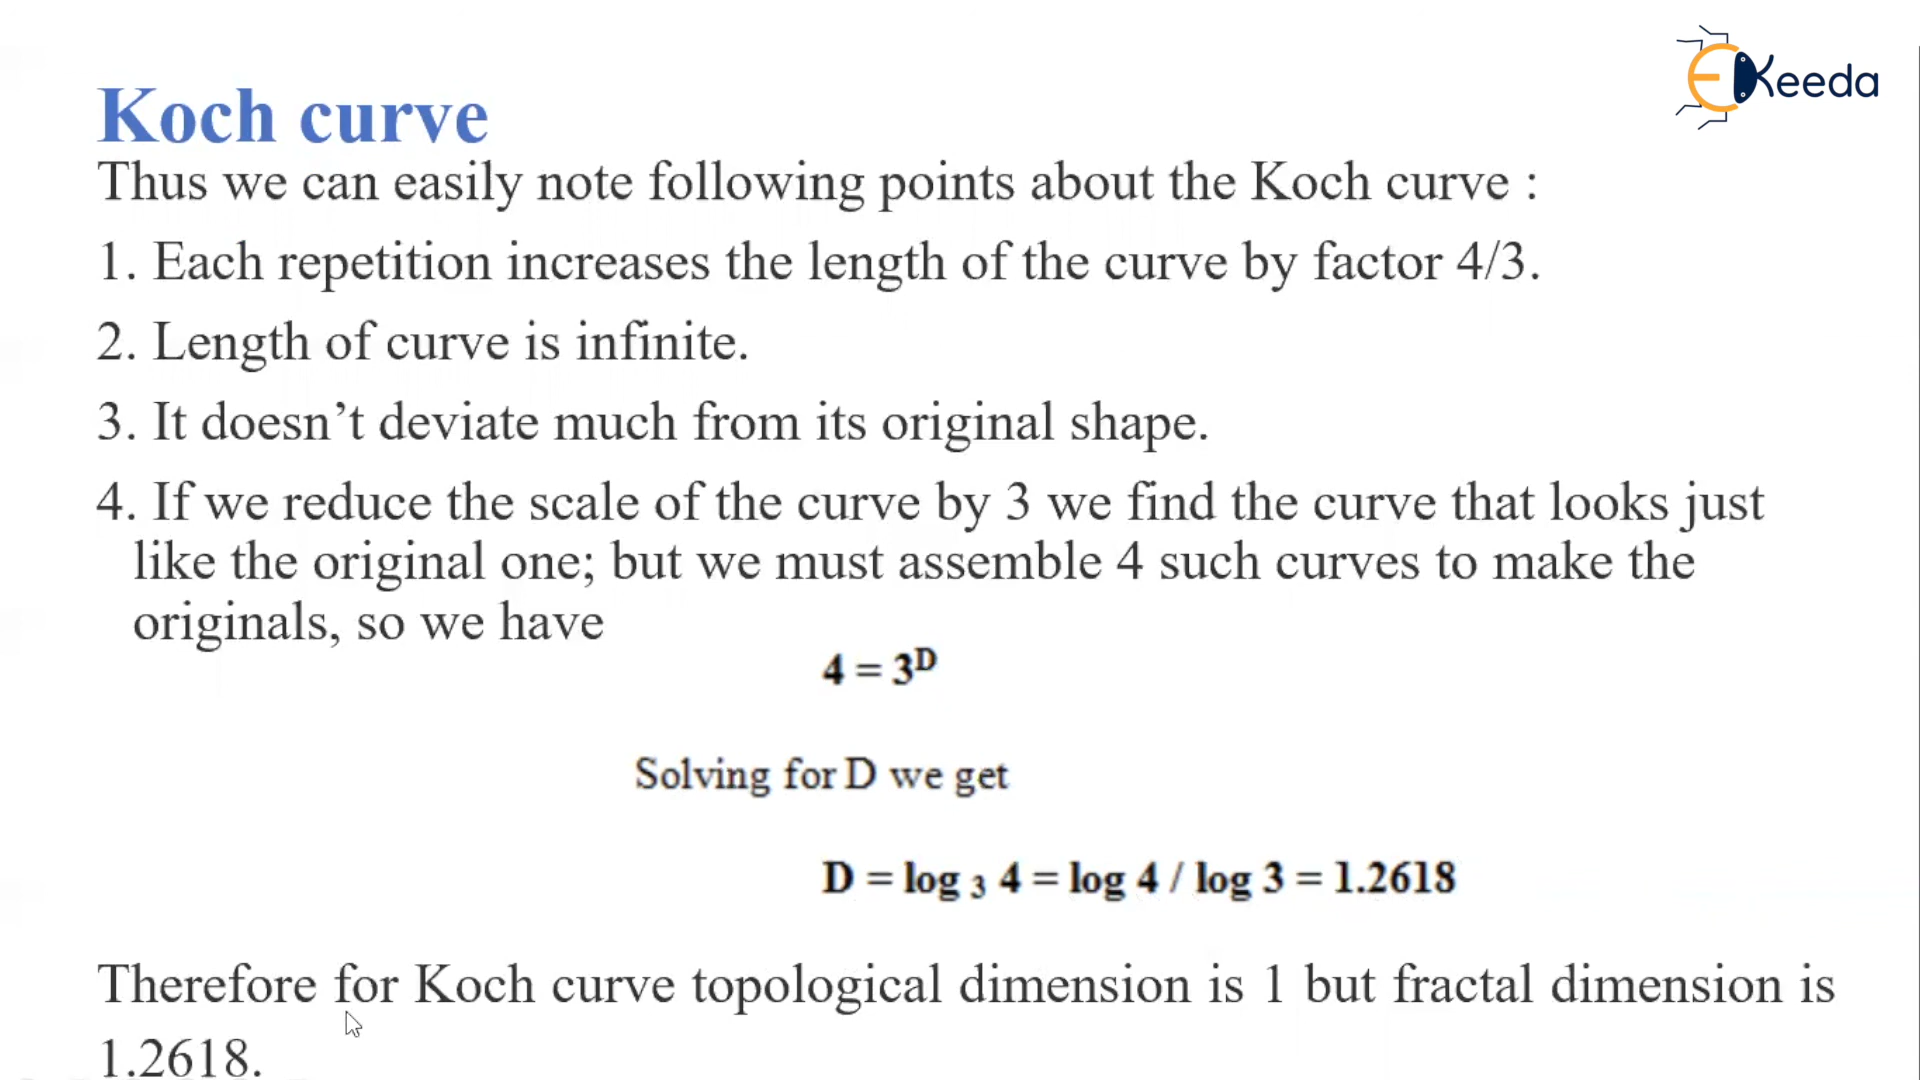 EKeeda
Koch curve
Thus we can easily note following points about the Koch curve :
1. Each repetition increases the length of the curve by factor 4/3.
2. Length of curve is infinite.
3. It doesn’t deviate much from its original shape.
4. If we reduce the scale of the curve by 3 we find the curve that looks just
like the original one; but we must assemble 4 such curves to make the
originals, so we have
4 = 3ᴰ
Solving for D we get
D = log ₃ 4 = log 4 / log 3 = 1.2618
Therefore for Koch curve topological dimension is 1 but fractal dimension is
1.2618.